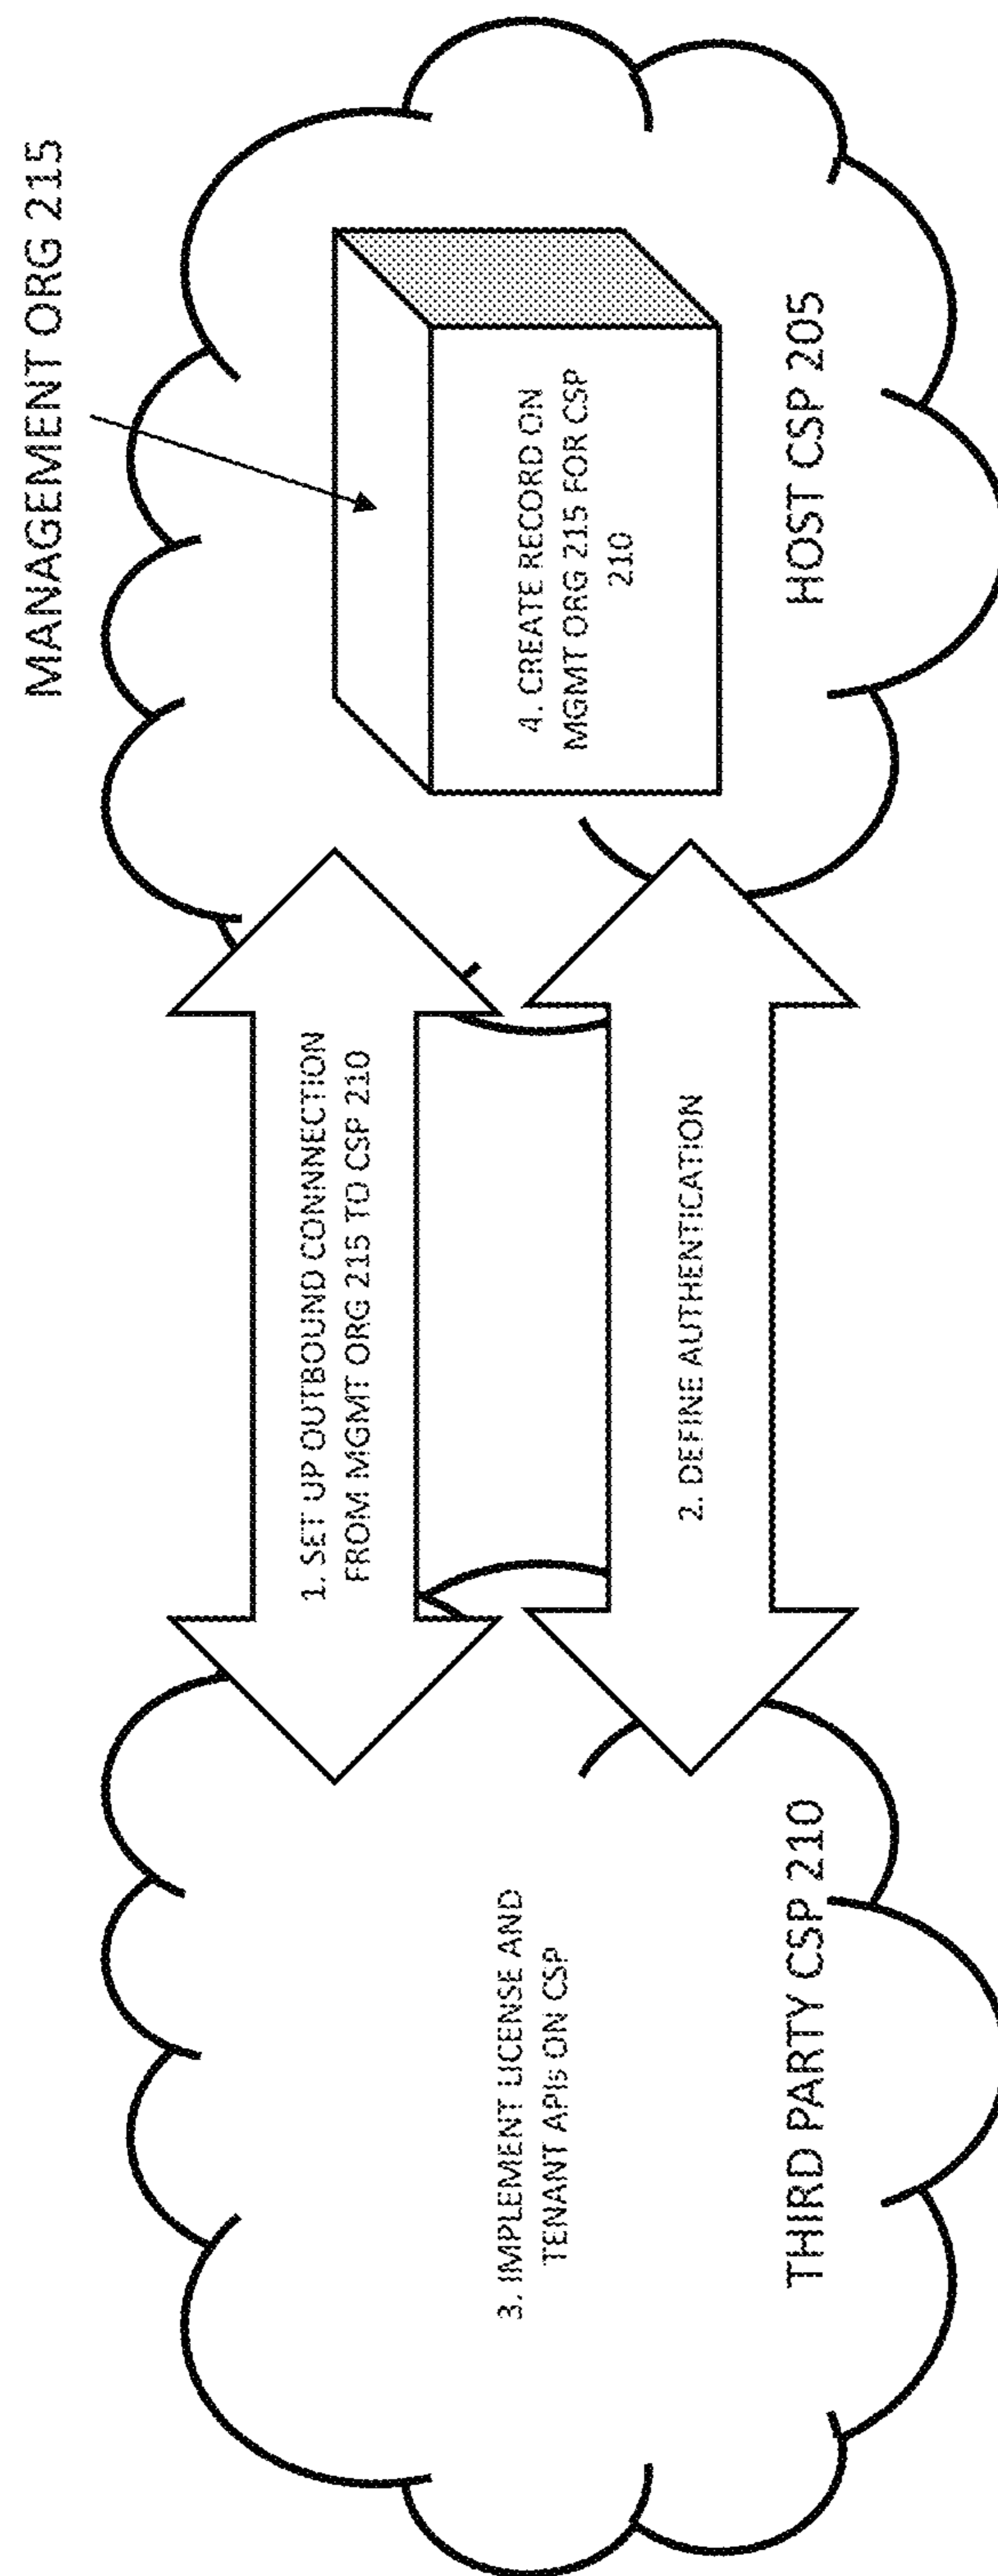 MANAGEMENT ORG 215
1. SET UP OUTBOUND CONNNECTION
FROM MGMT ORG 215 TO CSP 210
2. DEFINE AUTHENTICATION
3. IMPLEMENT LICENSE AND
TENANT APIs ON CSP
THIRD PARTY CSP 210
4. CREATE RECORD ON
MGMT ORG 215 FOR CSP
210
HOST CSP 205